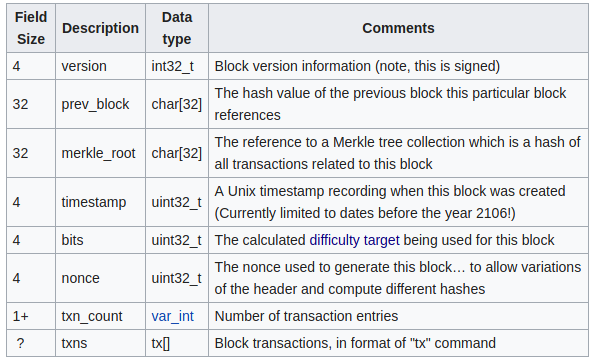 Field Size Description Data type Comments
4 version int32_t Block version information (note, this is signed)
32 prev_block char[32] The hash value of the previous block this particular block
references
32 merkle_root char[32] The reference to a Merkle tree collection which is a hash of
all transactions related to this block
4 timestamp uint32_t A Unix timestamp recording when this block was created
(Currently limited to dates before the year 2106!)
4 bits uint32_t The calculated difficulty target being used for this block
4 nonce uint32_t The nonce used to generate this block… to allow variations
of the header and compute different hashes
1+ txn_count var_int Number of transaction entries
? txns tx[] Block transactions, in format of "tx" command